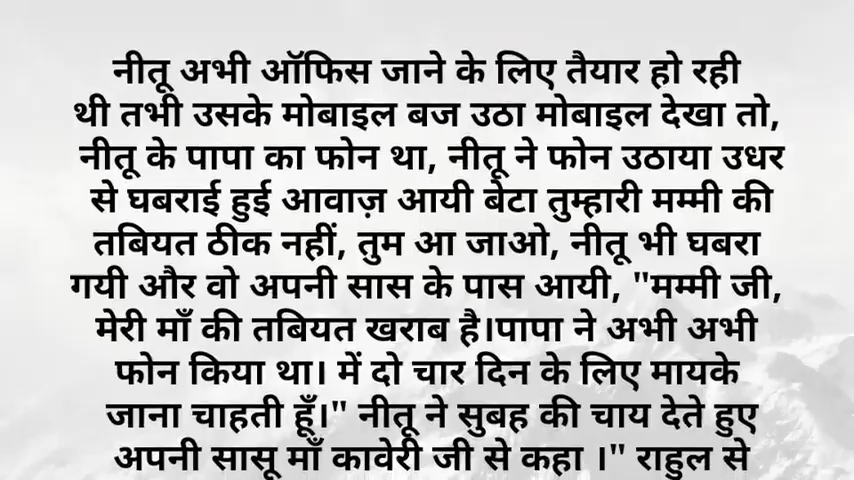 नीतू अभी ऑफिस जाने के लिए तैयार हो रही
थी तभी उसके मोबाइल बज उठा मोबाइल देखा तो,
नीतू के पापा का फोन था, नीतू ने फोन उठाया उधर
से घबराई हुई आवाज़ आयी बेटा तुम्हारी मम्मी की
तबियत ठीक नहीं, तुम आ जाओ, नीतू भी घबरा
गयी और वो अपनी सास के पास आयी, "मम्मी जी,
मेरी माँ की तबियत खराब है।पापा ने अभी अभी
फोन किया था। में दो चार दिन के लिए मायके
जाना चाहती हूँ।" नीतू ने सुबह की चाय देते हुए
अपनी सासू माँ कावेरी जी से कहा ।" राहुल से